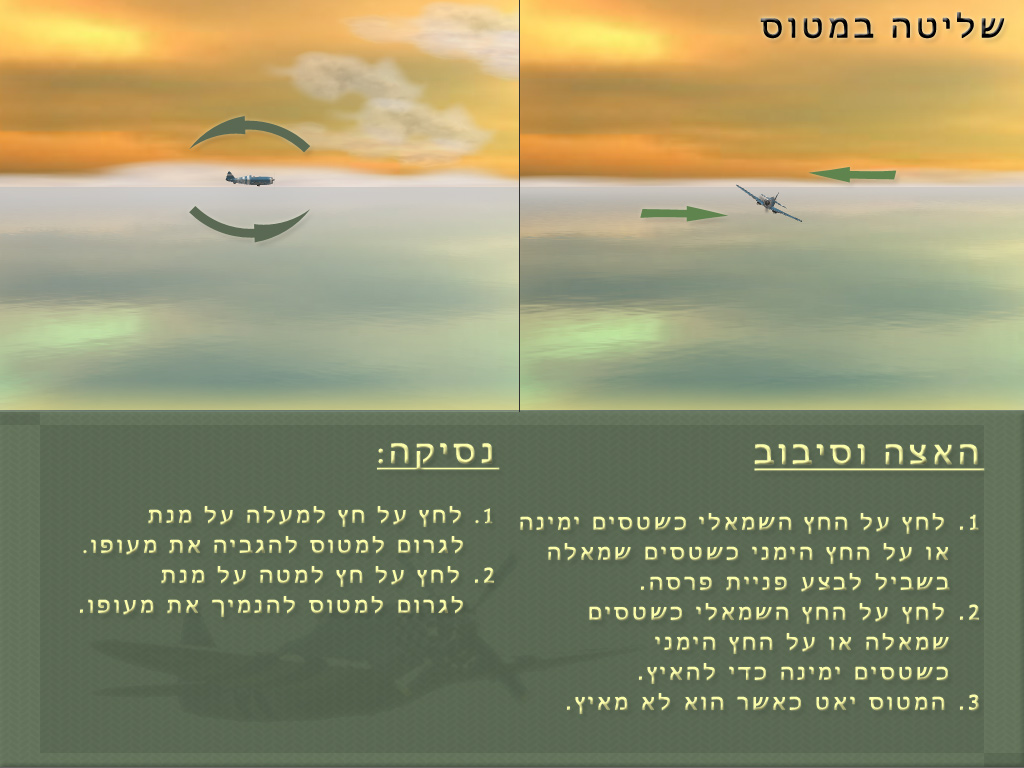 שליטה במטוס
האצה וסיבוב
1. לחץ על החץ השמאלי כשטסים ימינה
או על החץ הימני כשטסים שמאלה
בשביל לבצע פניית פרסה.
2. לחץ על החץ השמאלי כשטסים
שמאלה או על החץ הימני
כשטסים ימינה כדי להאיץ.
3. המטוס יאט כאשר הוא לא מאיץ.
נסיקה:
1. לחץ על חץ למעלה על מנת
לגרום למטוס להגביה את מעופו.
2. לחץ על חץ למטה על מנת
לגרום למטוס להנמיך את מעופו.